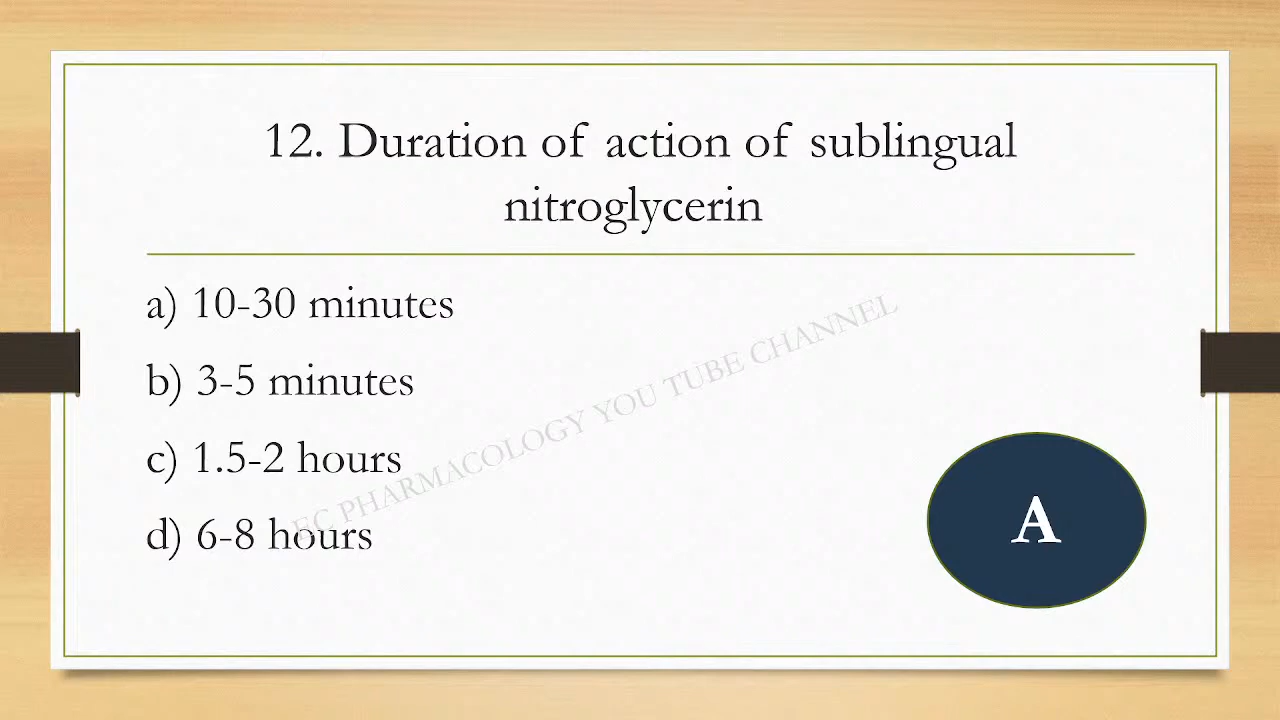 12. Duration of action of sublingual
nitroglycerin
a) 10-30 minutes
b) 3-5 minutes
c) 1.5-2 hours
d) 6-8 hours
EC PHARMACOLOGY YOU TUBE CHANNEL
A